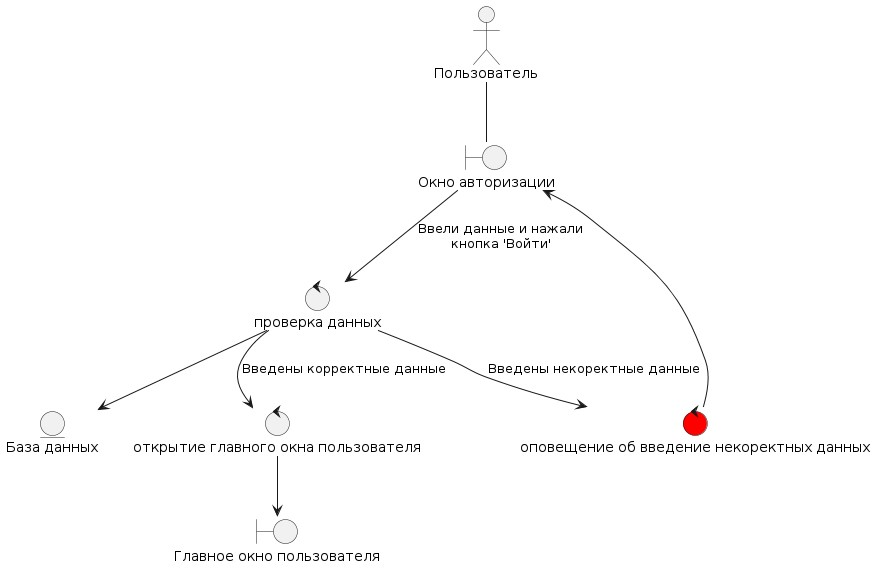 Пользователь
Окно авторизации
Ввели данные и нажали
кнопка 'Войти'
проверка данных
Введены корректные данные
Введены некоректные данные
База данных
открытие главного окна пользователя
оповещение об введение некоректных данных
Главное окно пользователя